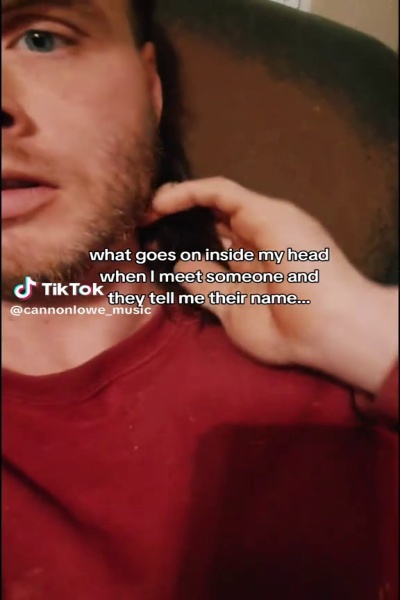 what goes on inside my head
when I meet someone and
they tell me their name...
TikTok
@cannonlowe_music